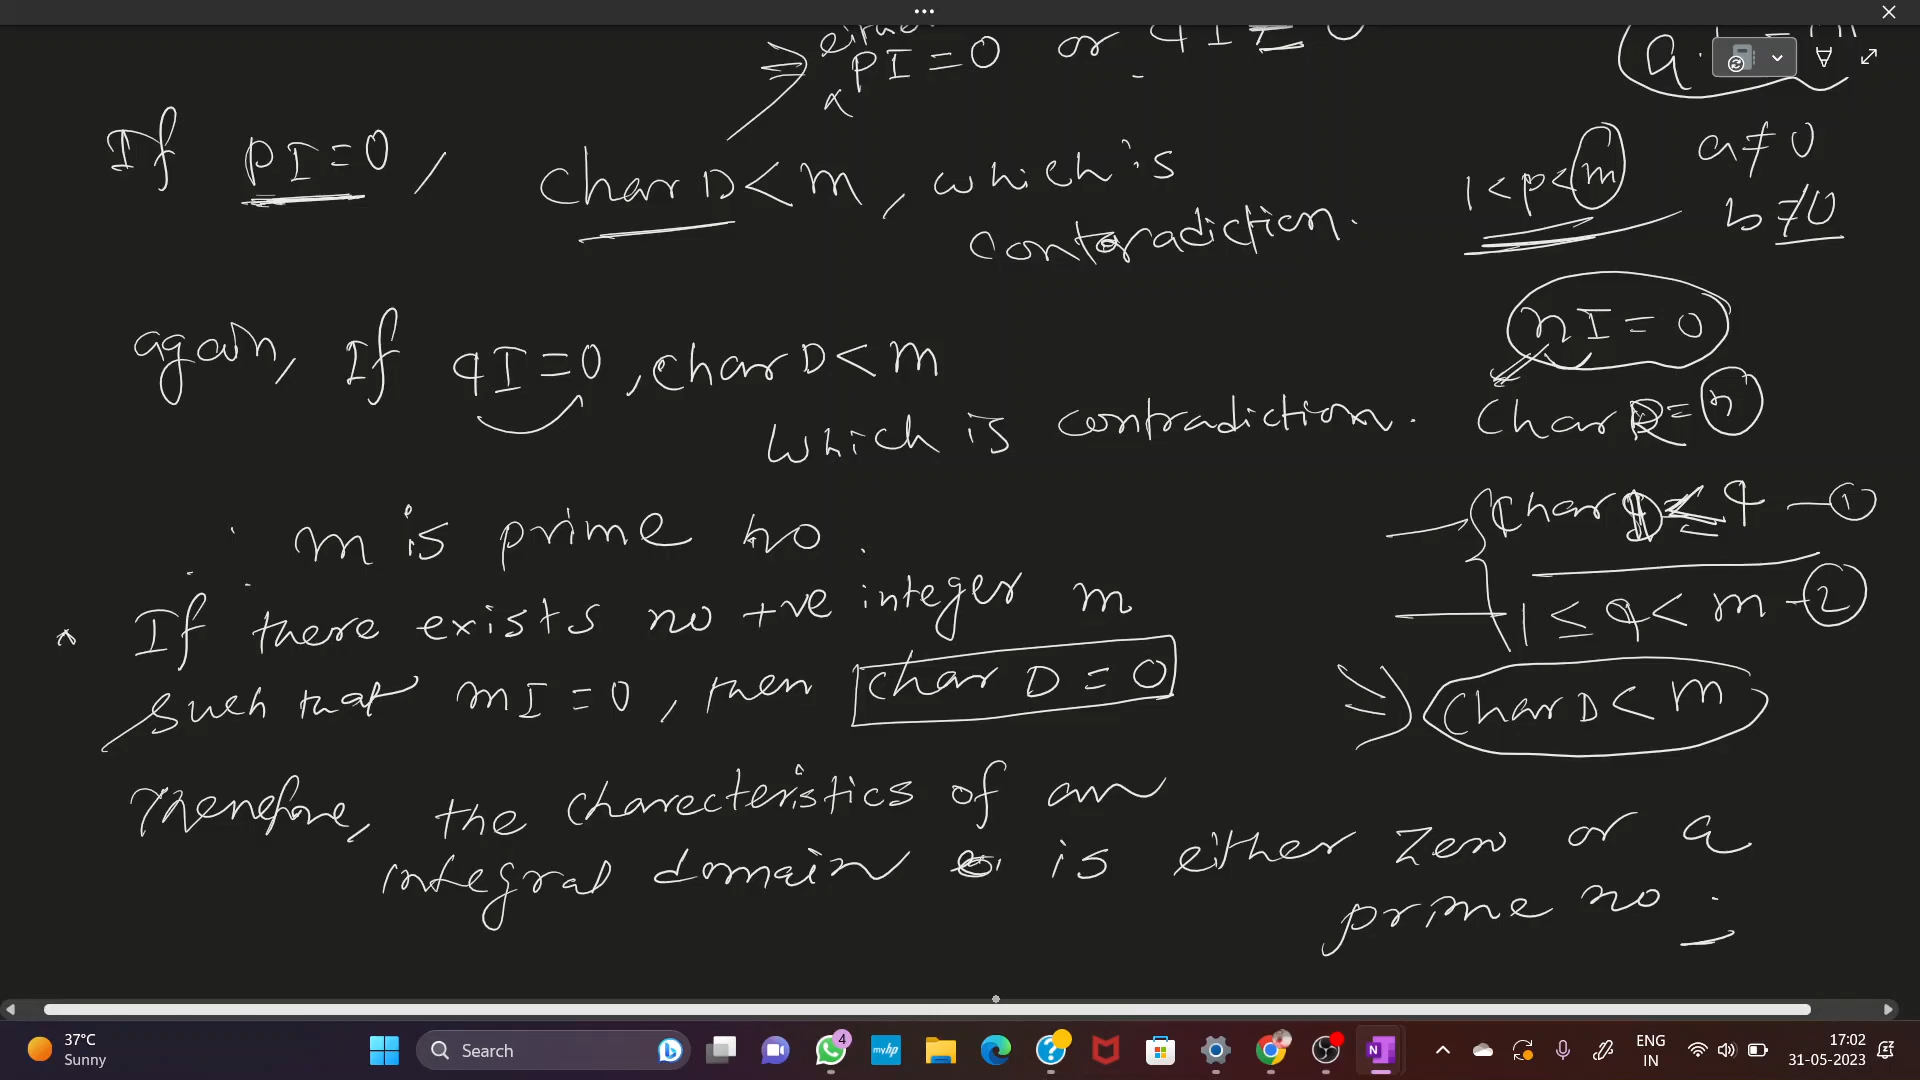 either
⇒ pI = 0 or qI = 0
If pI = 0, char D < m, which is
contradiction.
1 < p < m
a ≠ 0
b ≠ 0
nI = 0
again, If qI = 0, char D < m
which is contradiction.
Char R = n
Char D ≤ q — ①
1 ≤ q < m — ②
⇒ Char D < m
∴ m is prime no.
* If there exists no +ve integer m
such that mI = 0, then char D = 0
Therefore, the charecteristics of an
integral domain is either zero or a
prime no.
37°C
Sunny
Search
4
myhp
N
ENG
IN
17:02
31-05-2023